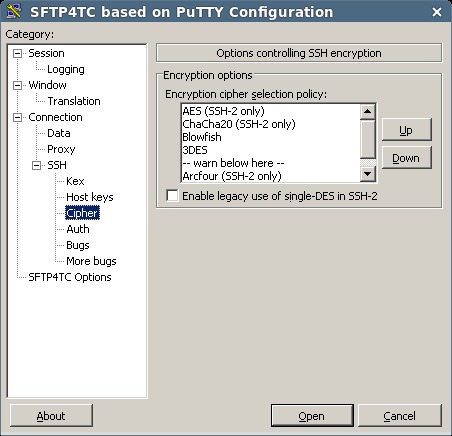 SFTP4TC based on PuTTY Configuration
Category:
Session
Logging
Window
Translation
Connection
Data
Proxy
SSH
Kex
Host keys
Cipher
Auth
Bugs
More bugs
SFTP4TC Options
Options controlling SSH encryption
Encryption options
Encryption cipher selection policy:
AES (SSH-2 only)
ChaCha20 (SSH-2 only)
Blowfish
3DES
-- warn below here --
Arcfour (SSH-2 only)
Up
Down
Enable legacy use of single-DES in SSH-2
About
Open
Cancel